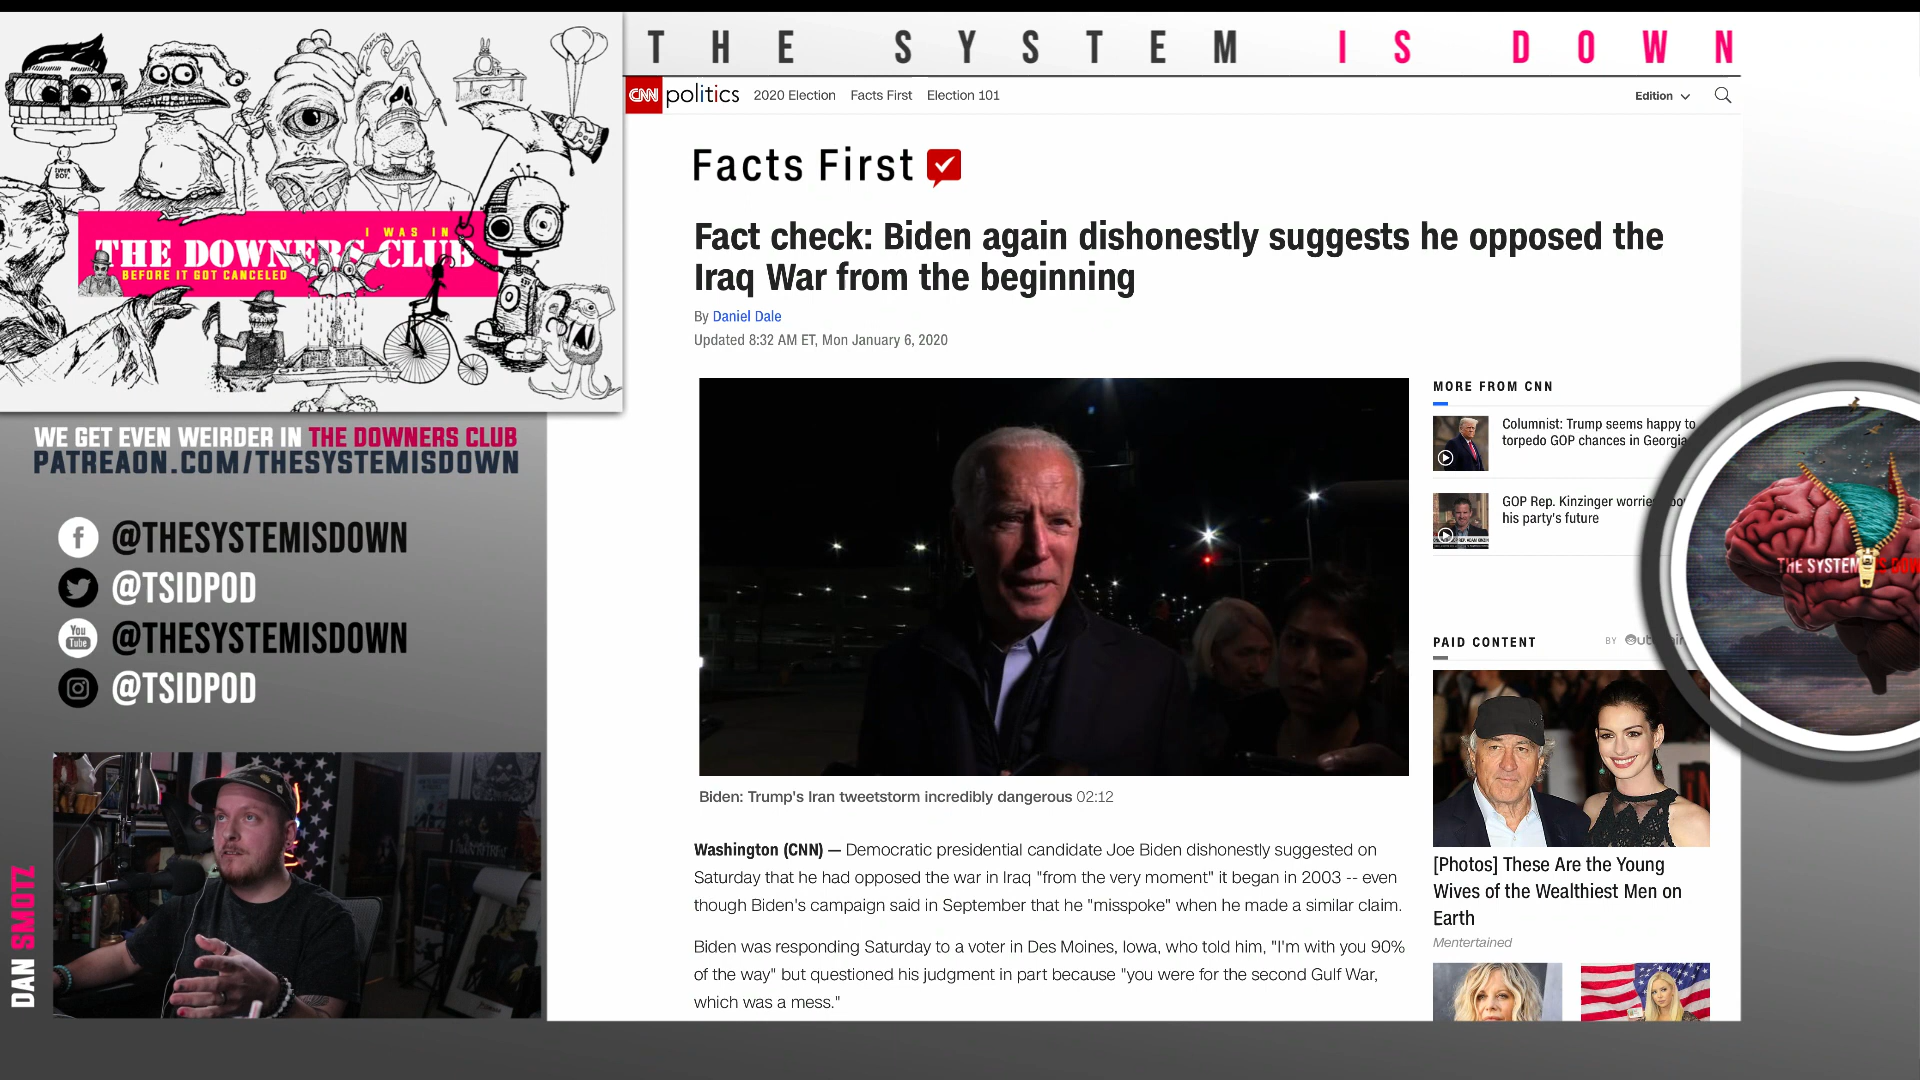 THE SYSTEM IS DOWN
CNN politics 2020 Election Facts First Election 101 Edition
Facts First
Fact check: Biden again dishonestly suggests he opposed the
Iraq War from the beginning
By Daniel Dale
Updated 8:32 AM ET, Mon January 6, 2020
Biden: Trump's Iran tweetstorm incredibly dangerous 02:12
Washington (CNN) — Democratic presidential candidate Joe Biden dishonestly suggested on
Saturday that he had opposed the war in Iraq "from the very moment" it began in 2003 -- even
though Biden's campaign said in September that he "misspoke" when he made a similar claim.
Biden was responding Saturday to a voter in Des Moines, Iowa, who told him, "I'm with you 90%
of the way" but questioned his judgment in part because "you were for the second Gulf War,
which was a mess."
MORE FROM CNN
Columnist: Trump seems happy to
torpedo GOP chances in Georgia
GOP Rep. Kinzinger
his party's future
PAID CONTENT BY
[Photos] These Are the Young
Wives of the Wealthiest Men on
Earth
Mentertained
SUPER
BOY.
I WAS IN
THE DOWNERS CLUB
BEFORE IT GOT CANCELED
WE GET EVEN WEIRDER IN THE DOWNERS CLUB
PATREON.COM/THESYSTEMISDOWN
@THESYSTEMISDOWN
@TSIDPOD
You
Tube
@THESYSTEMISDOWN
@TSIDPOD
DAN SMOTZ
THE SYSTEM IS